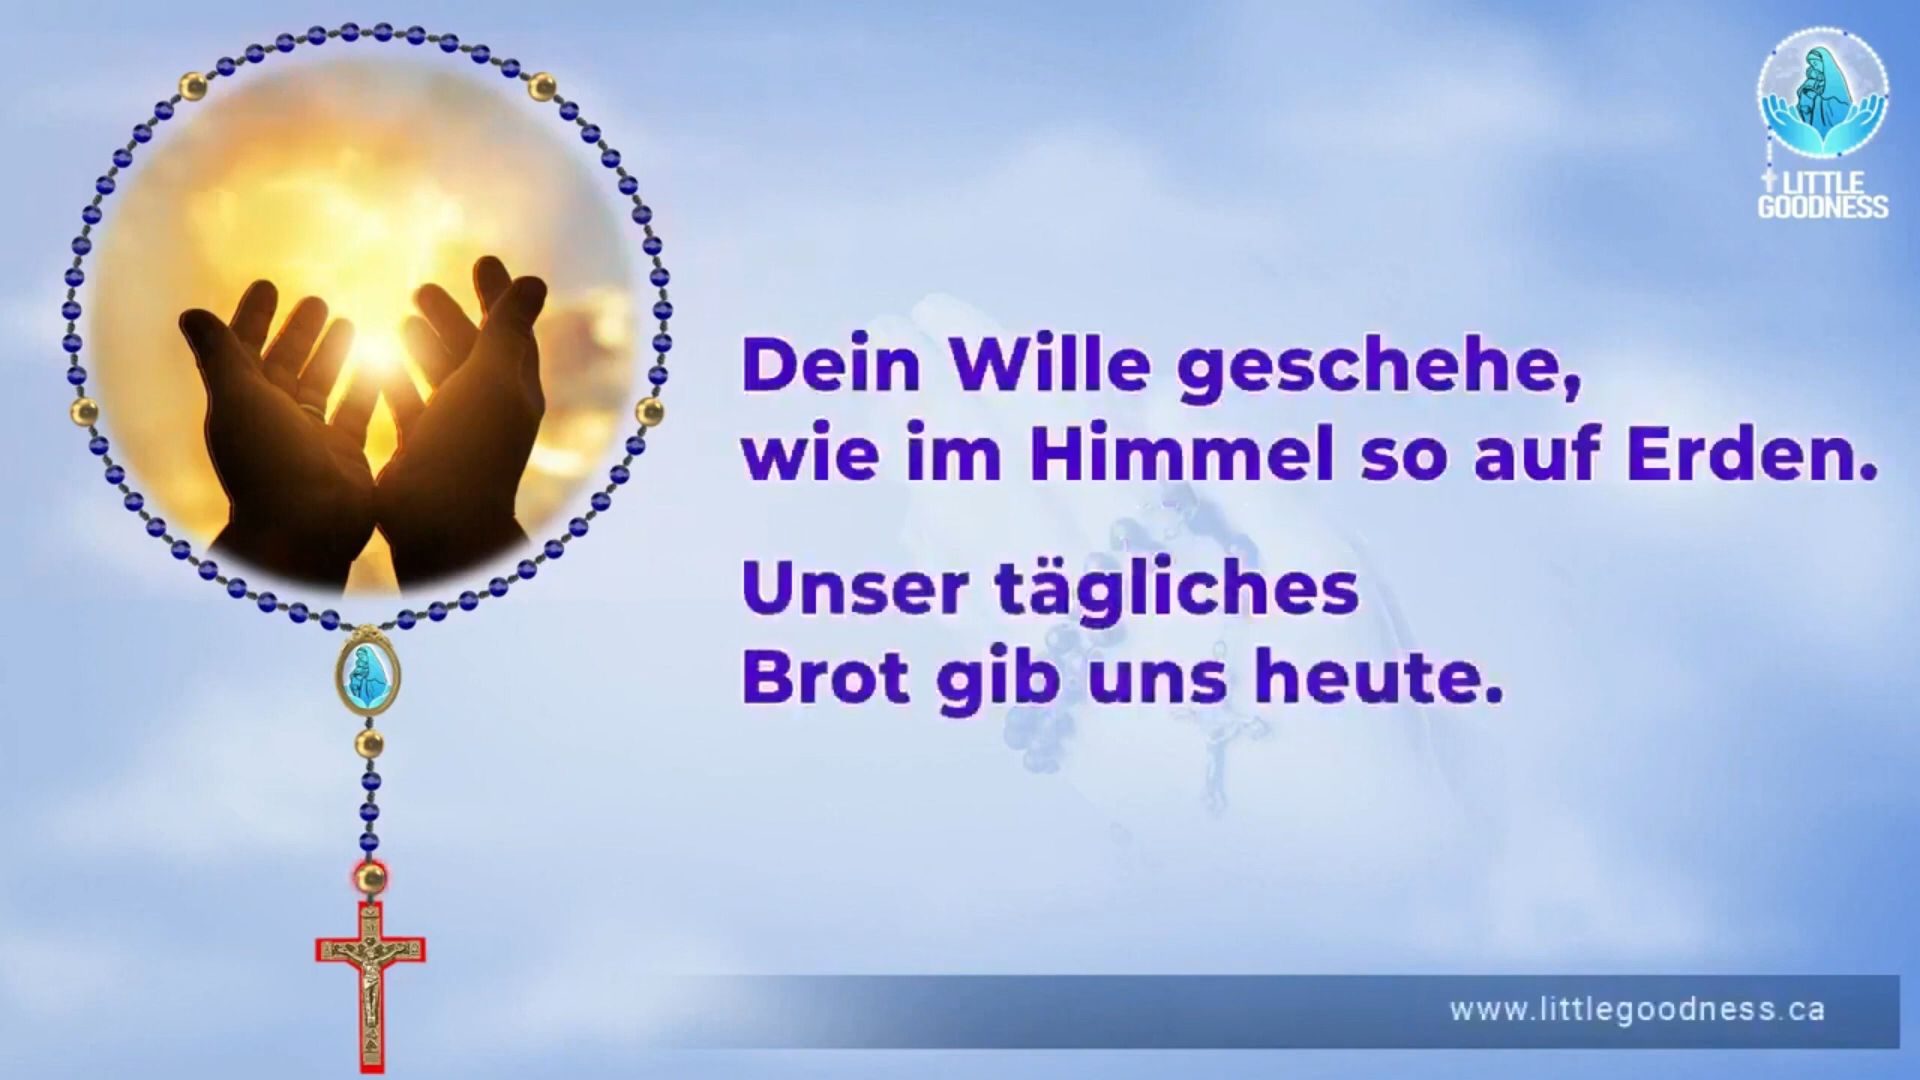 LITTLE
GOODNESS
Dein Wille geschehe,
wie im Himmel so auf Erden.
Unser tägliches
Brot gib uns heute.
www.littlegoodness.ca